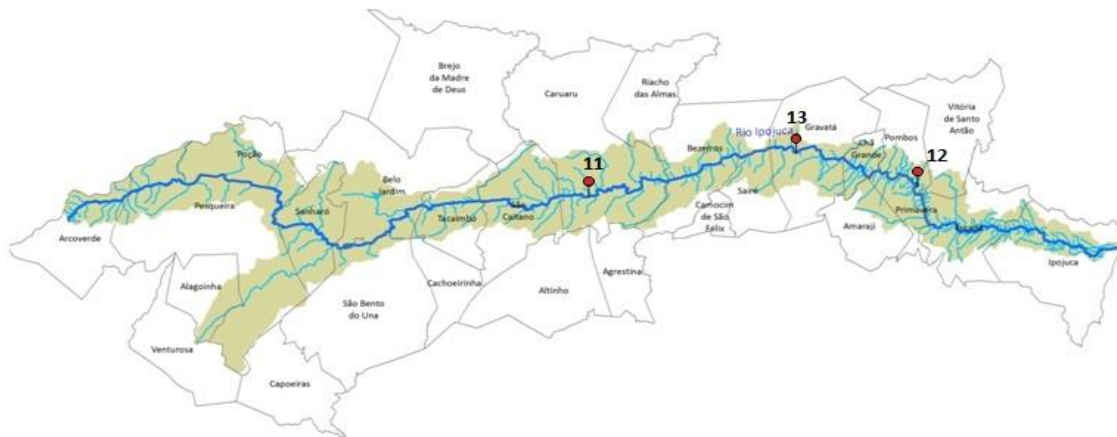 Brejo
da Madre
de Deus
Caruaru
Riacho
das Almas
Vitória
de Santo
Antão
13
Rio Ipojuca
Gravatá
Pombos
Chã
Grande
12
Bezerros
11
Poção
Belo
Jardim
Sairé
Pesqueira
Sanharó
Tacaimbó
São
Caitano
Camocim
de São
Félix
Primavera
Amaraji
Arcoverde
Ipojuca
Alagoinha
São Bento
do Una
Cachoeirinha
Altinho
Agrestina
Venturosa
Capoeiras